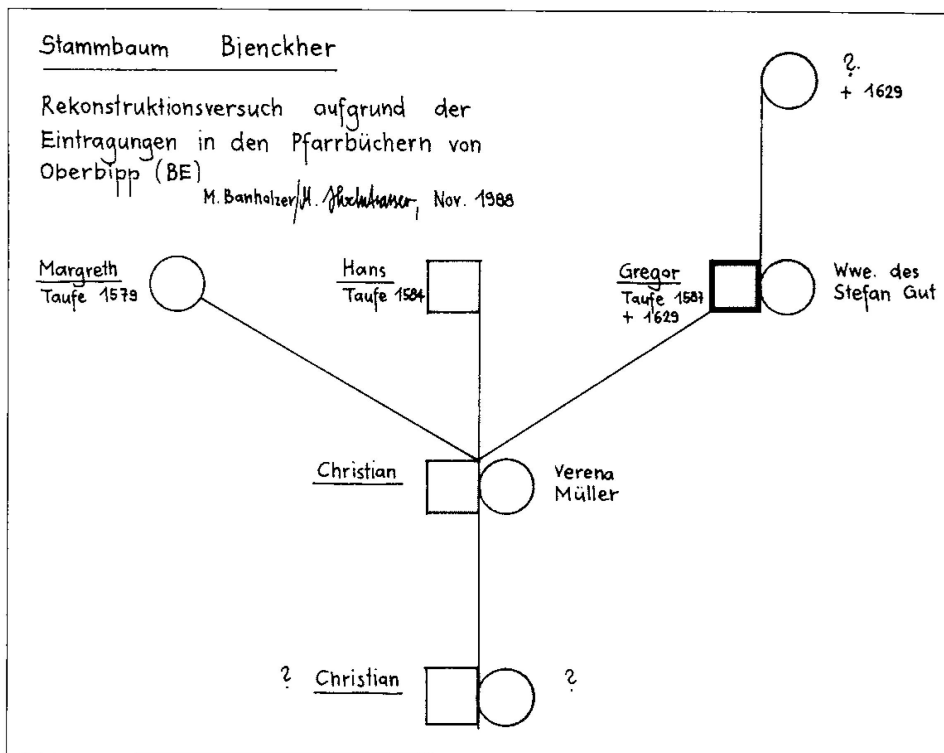 Stammbaum Bienckher
Rekonstruktionsversuch aufgrund der
Eintragungen in den Pfarrbüchern von
Oberbipp (BE)
M. Banholzer/M. Nov. 1988
?
+ 1629
Margreth
Taufe 1579
Hans
Taufe 1584
Gregor
Taufe 1587
+ 1629
Wwe. des
Stefan Gut
Christian
Verena
Müller
? Christian
?